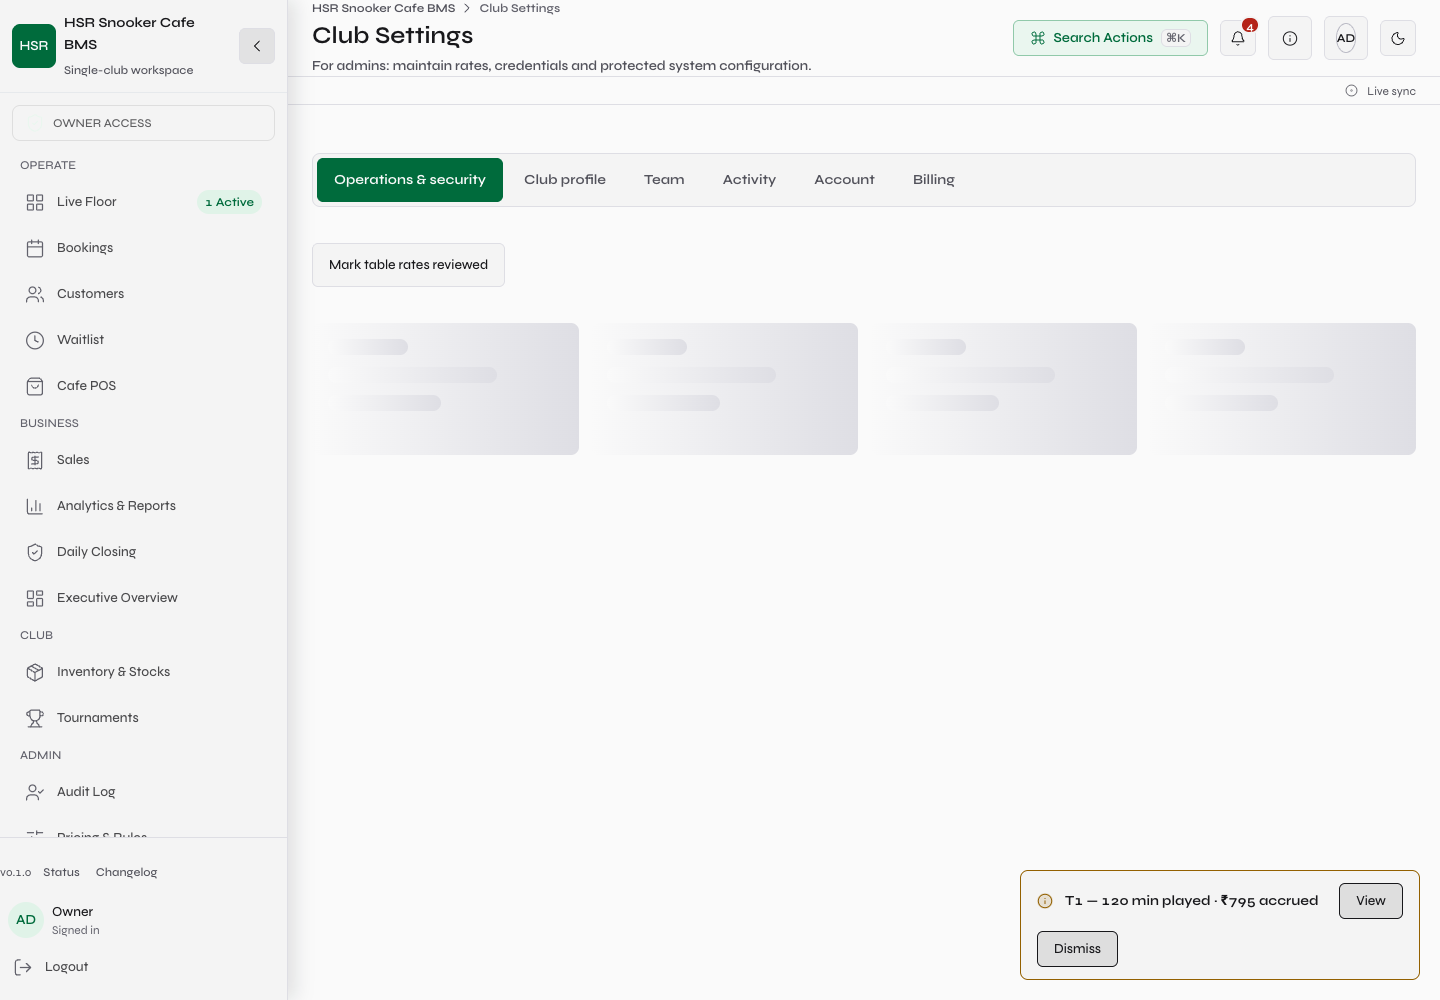 HSR
HSR Snooker Cafe
BMS
Single-club workspace
OWNER ACCESS
OPERATE
Live Floor
1 Active
Bookings
Customers
Waitlist
Cafe POS
BUSINESS
Sales
Analytics & Reports
Daily Closing
Executive Overview
CLUB
Inventory & Stocks
Tournaments
ADMIN
Audit Log
Pricing & Rules
v0.1.0
Status
Changelog
AD
Owner
Signed in
Logout
HSR Snooker Cafe BMS
Club Settings
Club Settings
For admins: maintain rates, credentials and protected system configuration.
Search Actions
⌘K
4
AD
Live sync
Operations & security
Club profile
Team
Activity
Account
Billing
Mark table rates reviewed
T1 — 120 min played · ₹795 accrued
View
Dismiss